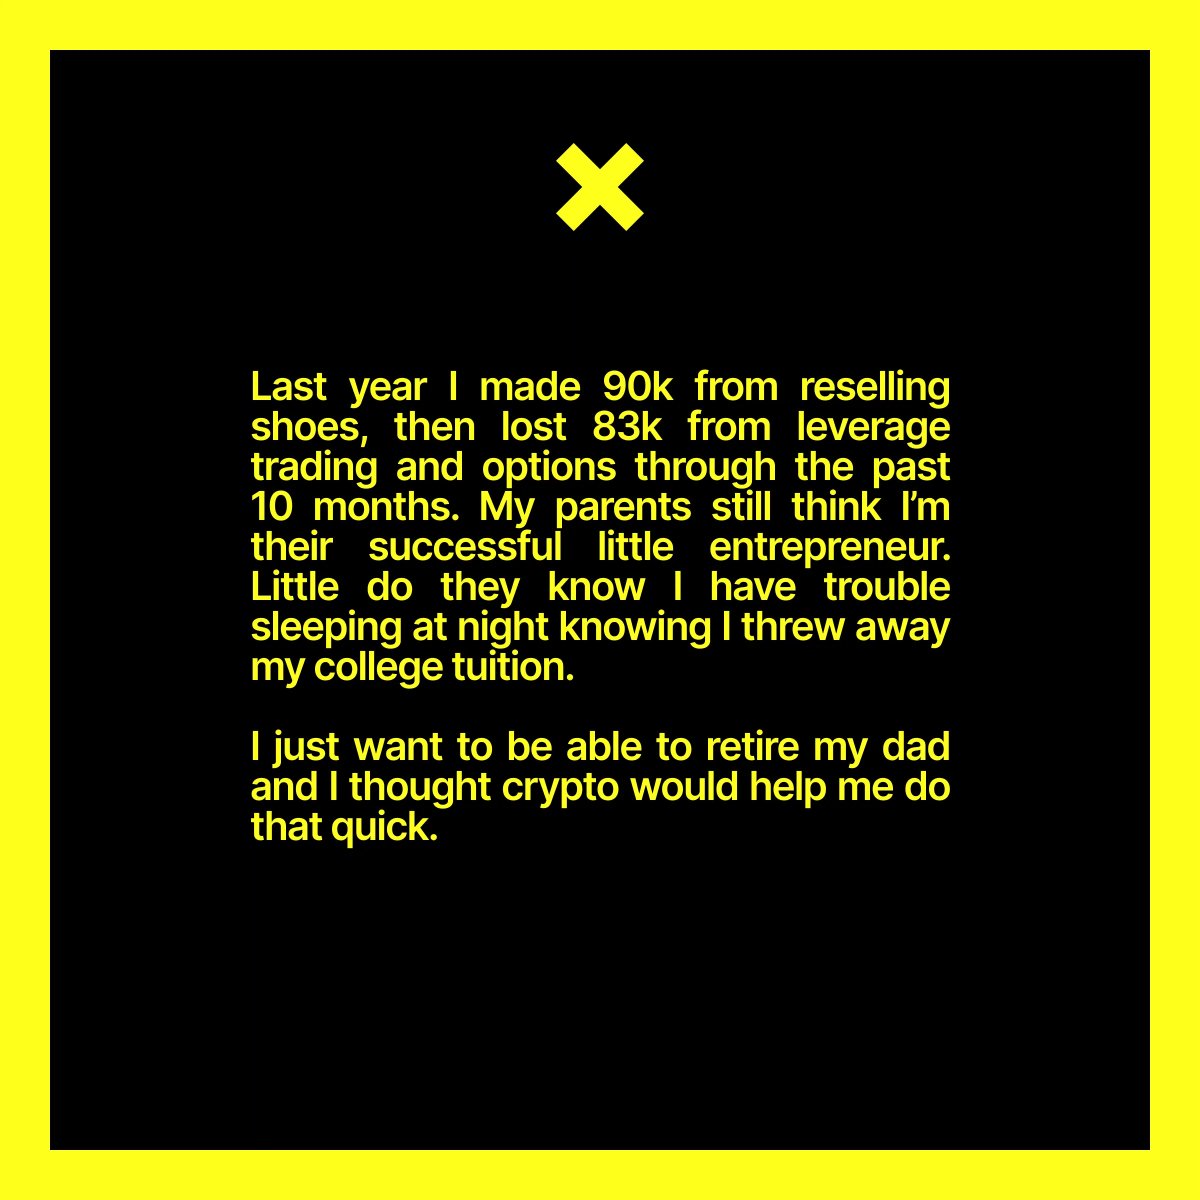 Last year I made 90k from reselling
shoes, then lost 83k from leverage
trading and options through the past
10 months. My parents still think I’m
their successful little entrepreneur.
Little do they know I have trouble
sleeping at night knowing I threw away
my college tuition.
I just want to be able to retire my dad
and I thought crypto would help me do
that quick.